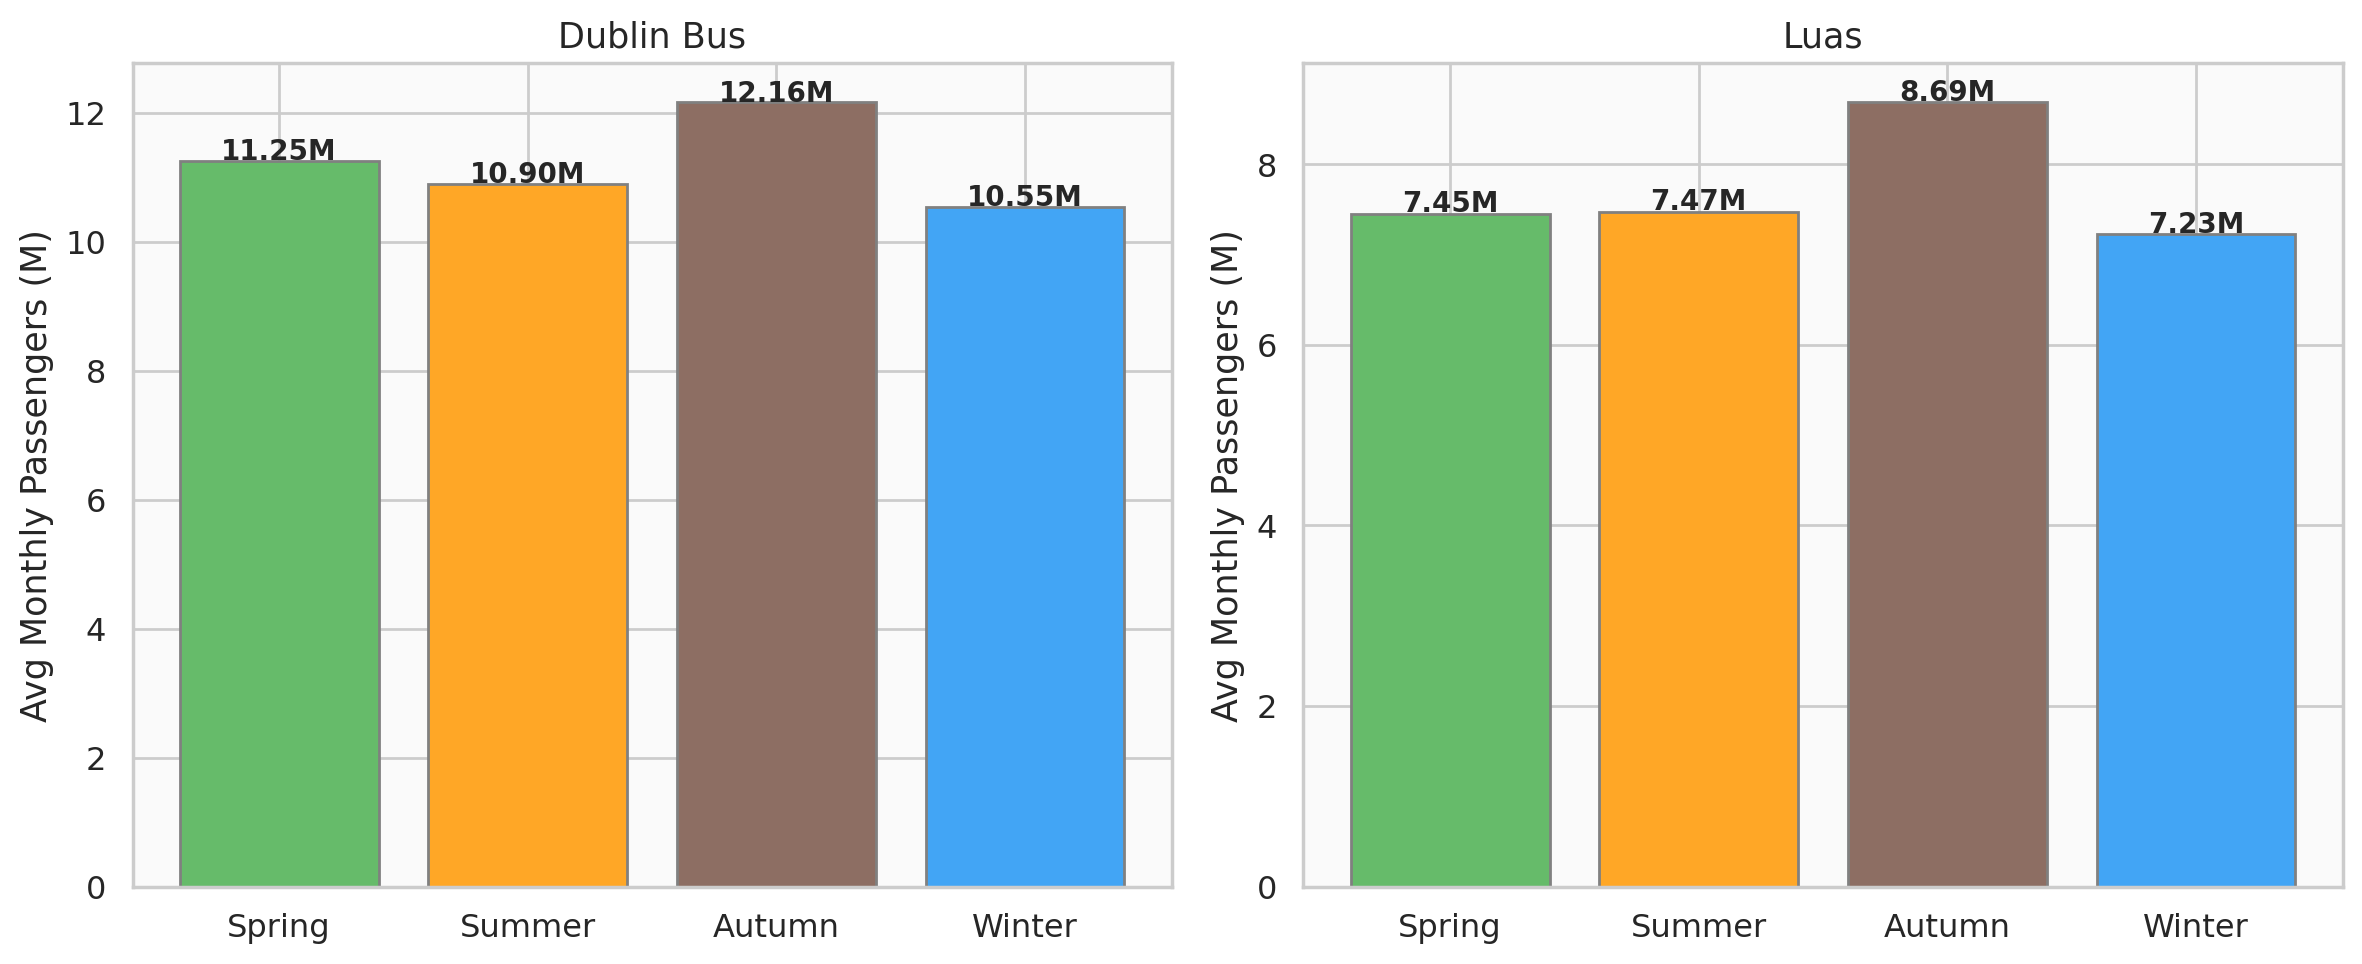 Dublin Bus
Avg Monthly Passengers (M)
12
10
8
6
4
2
0
11.25M
10.90M
12.16M
10.55M
Spring
Summer
Autumn
Winter
Luas
Avg Monthly Passengers (M)
8
6
4
2
0
7.45M
7.47M
8.69M
7.23M
Spring
Summer
Autumn
Winter